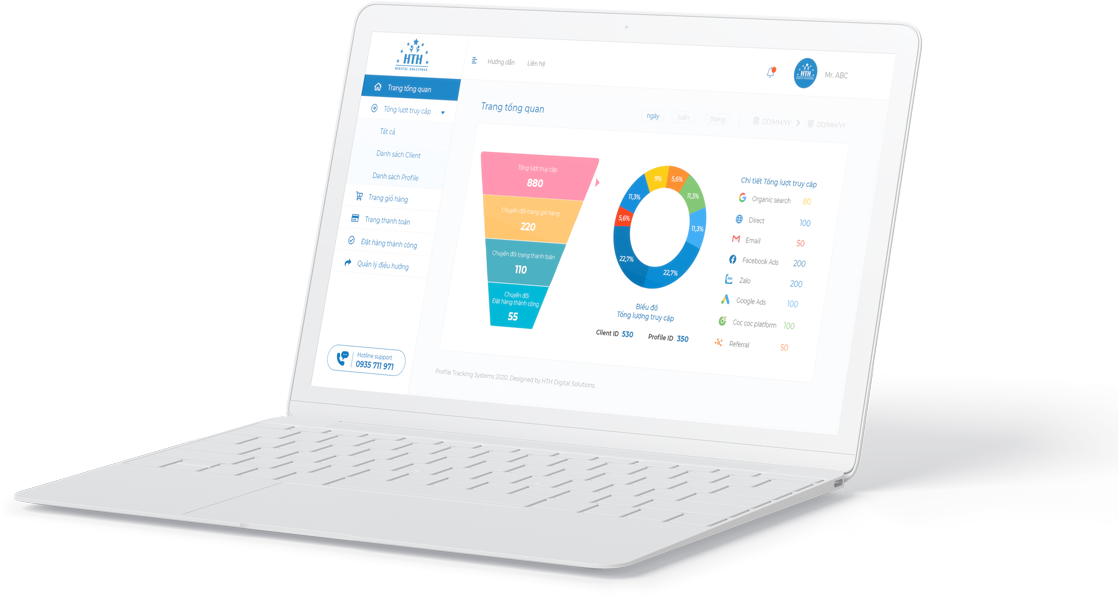 HTH
DIGITAL SOLUTIONS
Hướng dẫn
Liên hệ
Mr. ABC
Trang tổng quan
Tổng lượt truy cập
Tất cả
Danh sách Client
Danh sách Profile
Trang giỏ hàng
Trang thanh toán
Đặt hàng thành công
Quản lý điều hướng
Hotline support
0935 711 971
Trang tổng quan
ngày
tuần
tháng
DD/MM/YY
DD/MM/YY
Tổng lượt truy cập
880
Chuyển đổi trang giỏ hàng
220
Chuyển đổi trang thanh toán
110
Chuyển đổi
Đặt hàng thành công
55
9%
5,6%
11,3%
11,3%
22,7%
22,7%
5,6%
11,3%
Biểu đồ
Tổng lượng truy cập
Client ID 530
Profile ID 350
Chi tiết Tổng lượt truy cập
Organic search 80
Direct 100
Email 50
Facebook Ads 200
Zalo 200
Google Ads 100
Coc coc platform 100
Referral 50
Profile Tracking Systems 2020. Designed by HTH Digital Solutions.